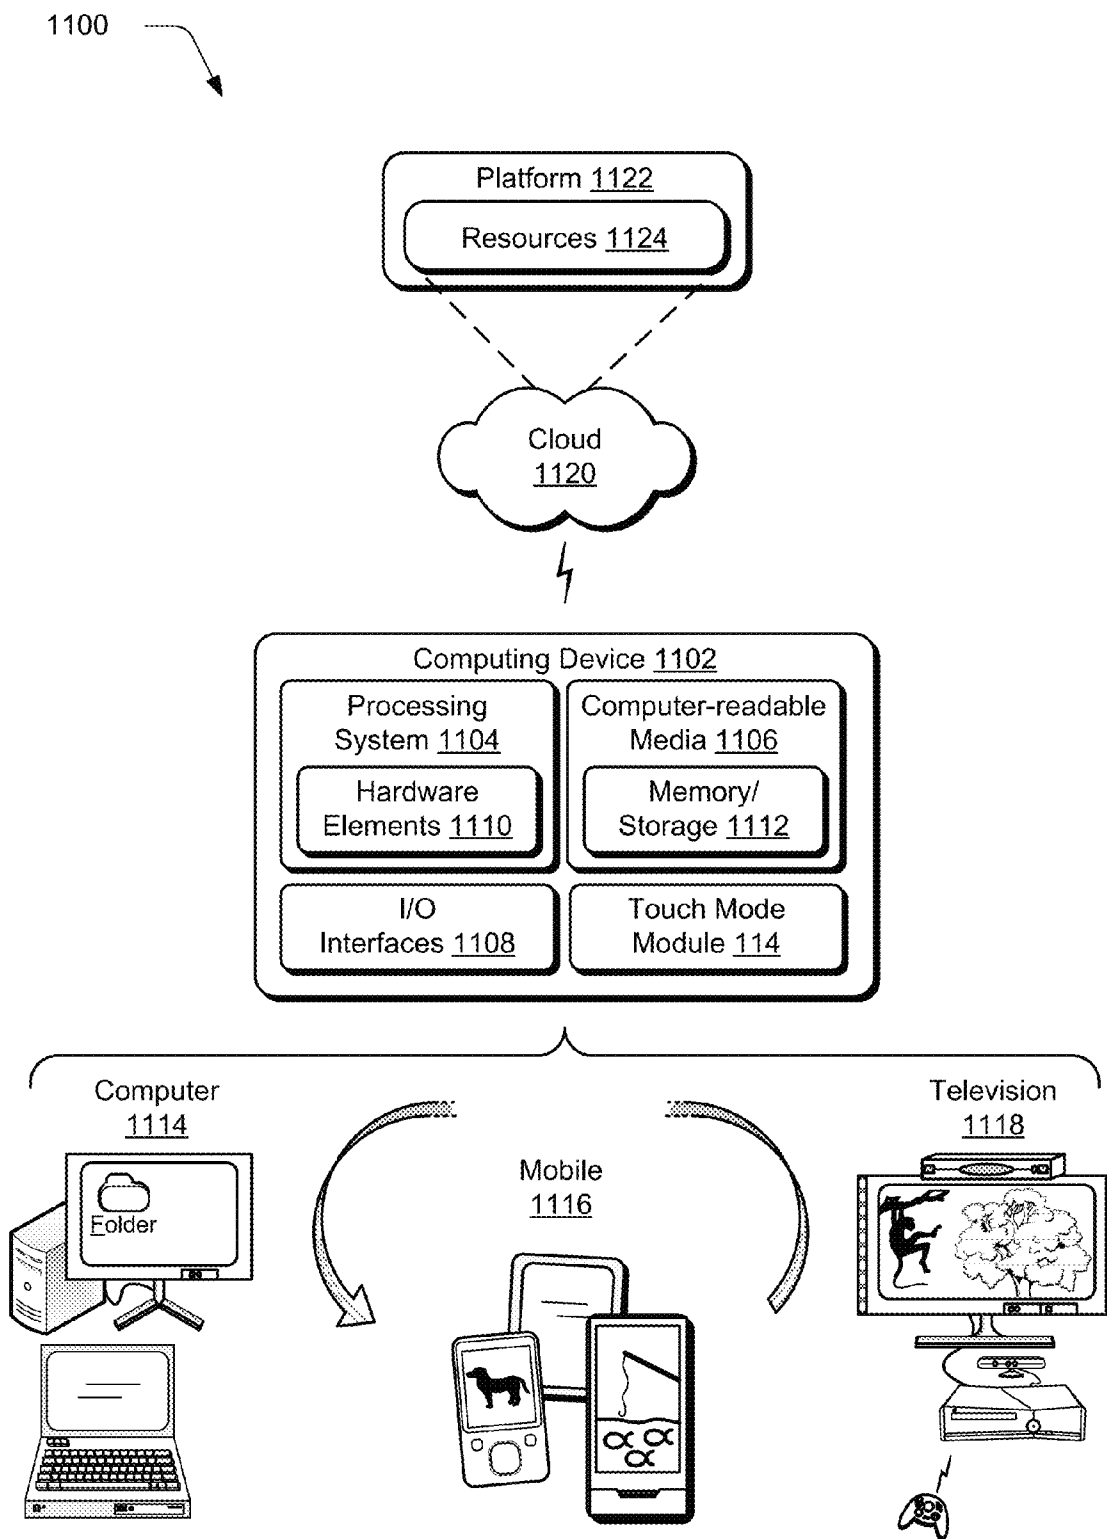 1100
Platform 1122
Resources 1124
Cloud
1120
Computing Device 1102
Processing
System 1104
Hardware
Elements 1110
Computer-readable
Media 1106
Memory/
Storage 1112
I/O
Interfaces 1108
Touch Mode
Module 114
Computer
1114
Folder
Mobile
1116
Television
1118